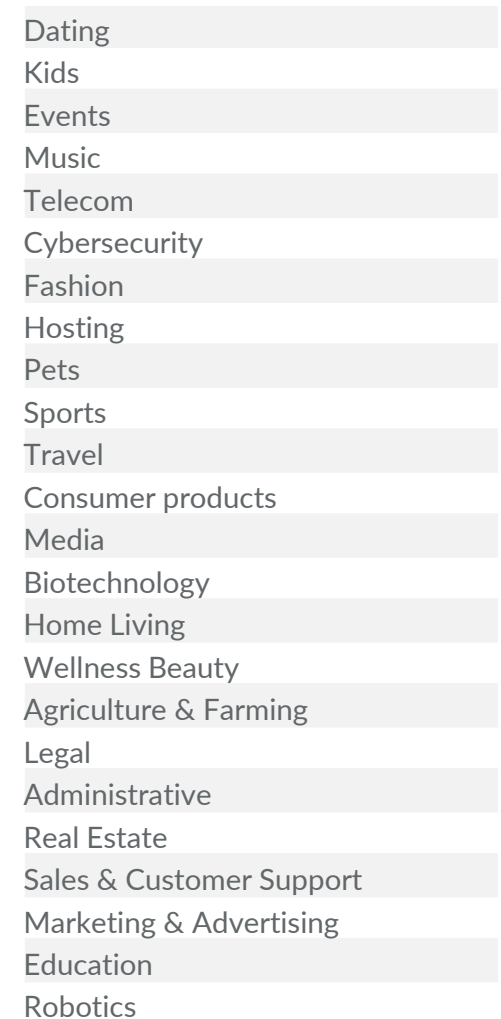 Dating
Kids
Events
Music
Telecom
Cybersecurity
Fashion
Hosting
Pets
Sports
Travel
Consumer products
Media
Biotechnology
Home Living
Wellness Beauty
Agriculture & Farming
Legal
Administrative
Real Estate
Sales & Customer Support
Marketing & Advertising
Education
Robotics